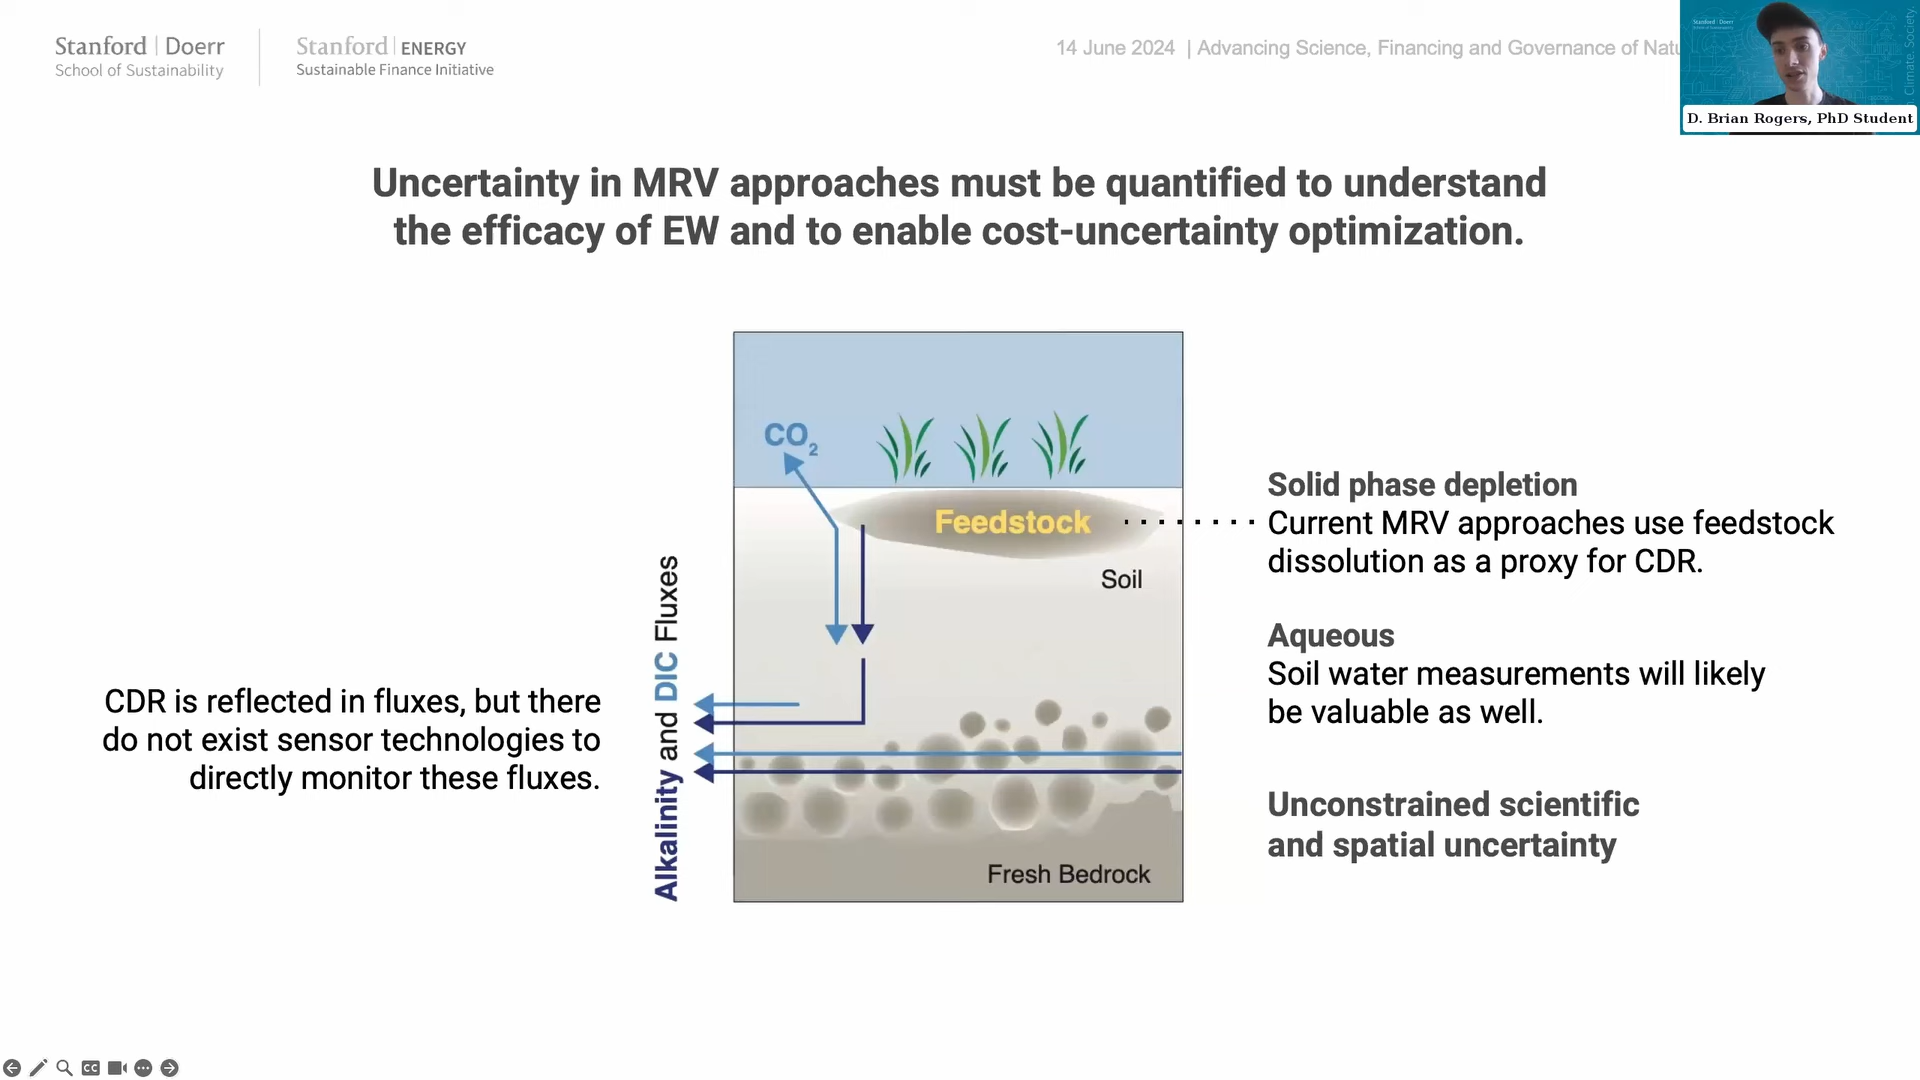 Stanford | Doerr
School of Sustainability
Stanford | ENERGY
Sustainable Finance Initiative
14 June 2024 | Advancing Science, Financing and Governance of Natu
D. Brian Rogers, PhD Student
Uncertainty in MRV approaches must be quantified to understand
the efficacy of EW and to enable cost-uncertainty optimization.
CO2
Feedstock
Soil
Fresh Bedrock
Alkalinity and DIC Fluxes
CDR is reflected in fluxes, but there
do not exist sensor technologies to
directly monitor these fluxes.
Solid phase depletion
Current MRV approaches use feedstock
dissolution as a proxy for CDR.
Aqueous
Soil water measurements will likely
be valuable as well.
Unconstrained scientific
and spatial uncertainty
CC